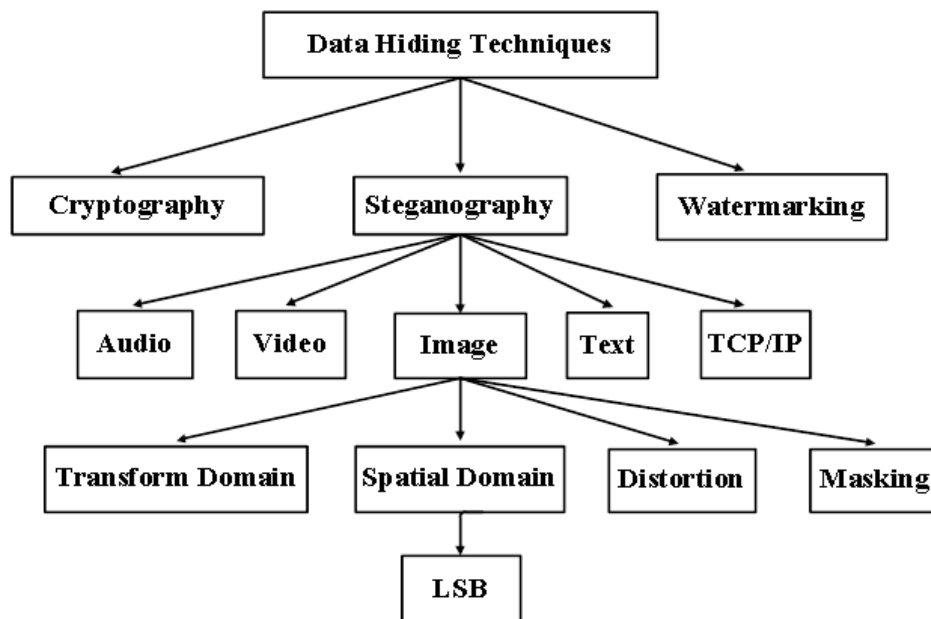 Data Hiding Techniques
Cryptography
Steganography
Watermarking
Audio
Video
Image
Text
TCP/IP
Transform Domain
Spatial Domain
Distortion
Masking
LSB